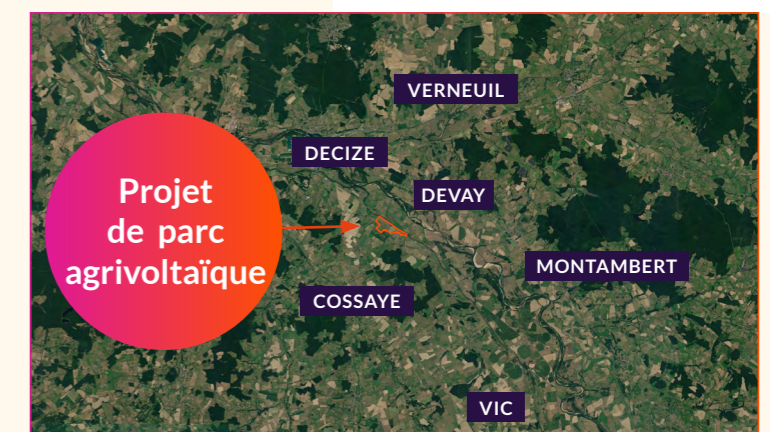 VERNEUIL
DECIZE
DEVAY
Projet
de parc
agrivoltaïque
MONTAMBERT
COSSAYE
VIC